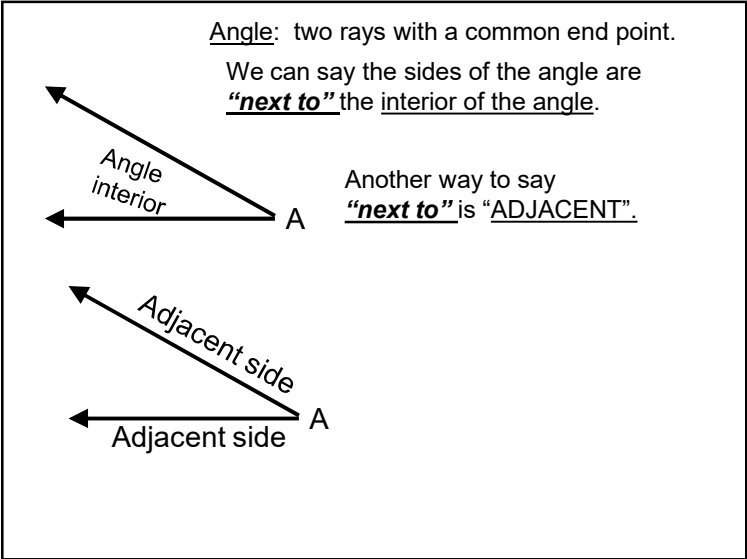 Angle:  two rays with a common end point.
We can say the sides of the angle are
“next to” the interior of the angle.
Angle
interior
A
Another way to say
“next to” is “ADJACENT”.
Adjacent side
A
Adjacent side